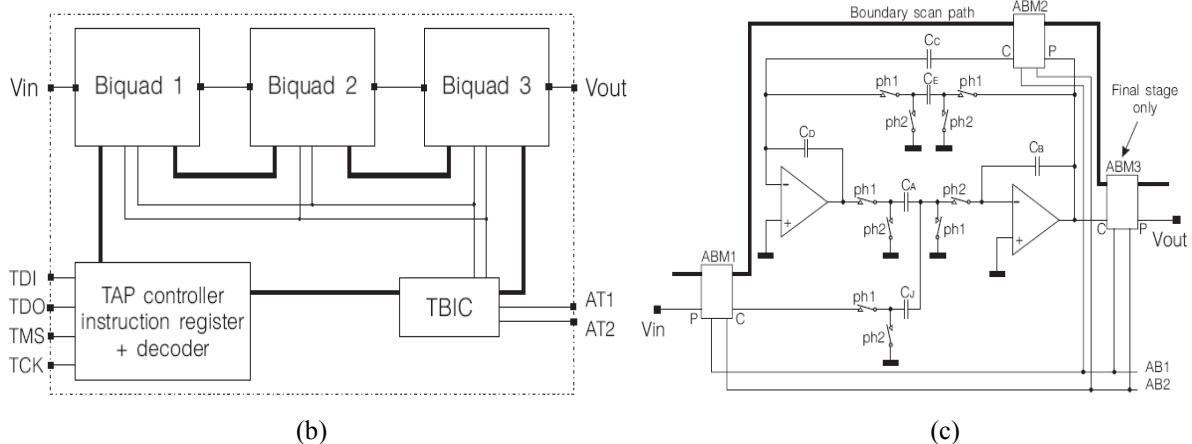 Vin
Biquad 1
Biquad 2
Biquad 3
Vout
TDI
TDO
TMS
TCK
TAP controller
instruction register
+ decoder
TBIC
AT1
AT2
(b)
Boundary scan path
ABM2
C
P
CC
ph1
CE
ph1
ph2
ph2
Final stage
only
CD
CB
ABM3
ph1
CA
ph2
-
+
ph2
ph1
-
+
C
P
Vout
ABM1
P
C
Vin
ph1
CJ
ph2
AB1
AB2
(c)